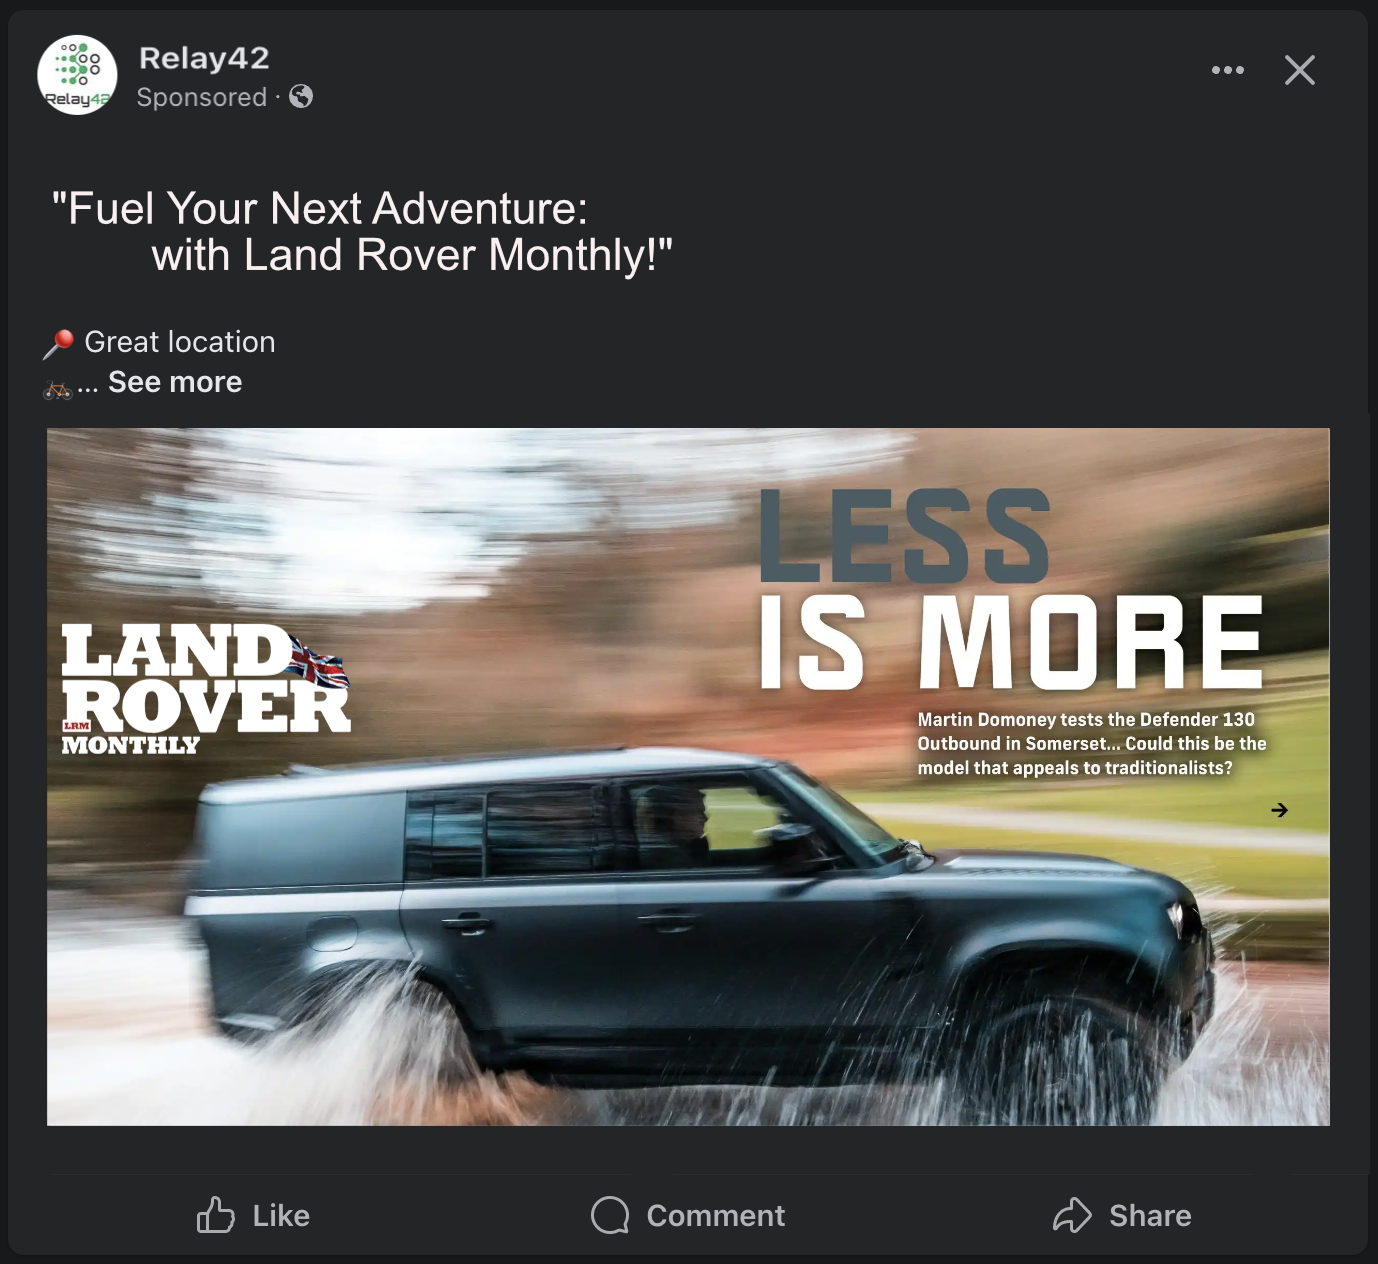 Relay42
Relay42
Sponsored ·
"Fuel Your Next Adventure:
with Land Rover Monthly!"
Great location
... See more
LESS
IS MORE
LAND
ROVER
LRM
MONTHLY
Martin Domoney tests the Defender 130
Outbound in Somerset... Could this be the
model that appeals to traditionalists?
→
Like
Comment
Share